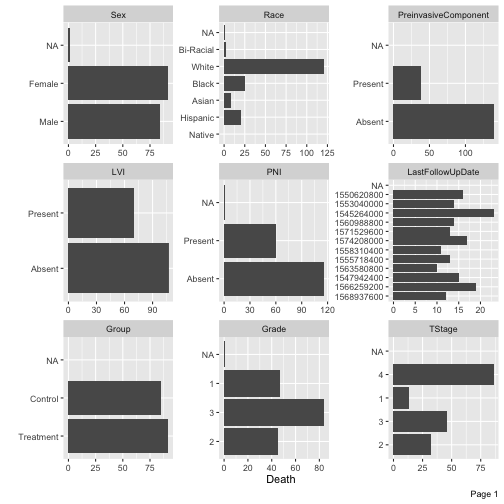 Sex
NA
Female
Male
0 25 50 75
Race
NA
Bi-Racial
White
Black
Asian
Hispanic
Native
0 25 50 75 100 125
PreinvasiveComponent
NA
Present
Absent
0 50 100
LVI
Present
Absent
0 30 60 90
PNI
NA
Present
Absent
0 30 60 90 120
LastFollowUpDate
NA
1550620800
1553040000
1545264000
1560988800
1571529600
1574208000
1558310400
1555718400
1563580800
1547942400
1566259200
1568937600
0 5 10 15 20
Group
NA
Control
Treatment
0 25 50 75
Grade
NA
1
3
2
0 20 40 60 80
TStage
NA
4
1
3
2
0 25 50 75
Death
Page 1